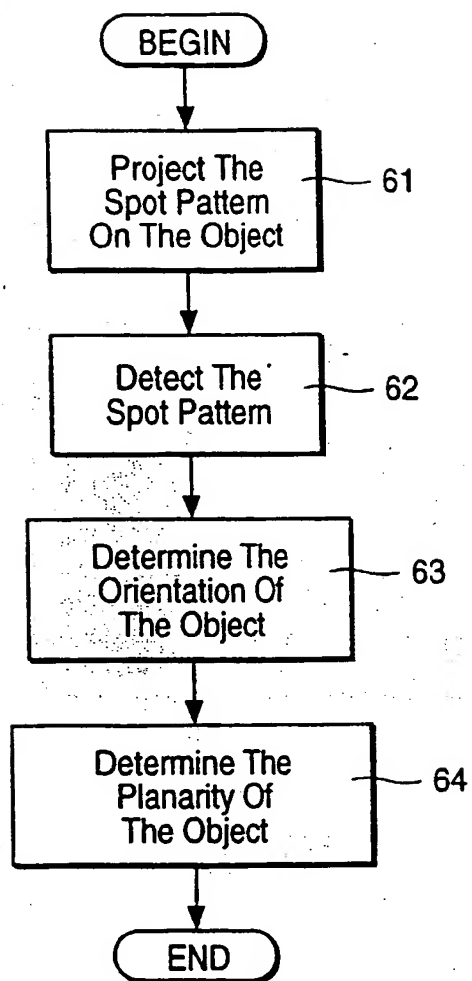 BEGIN
Project The
Spot Pattern
On The Object
61
Detect The
Spot Pattern
62
Determine The
Orientation Of
The Object
63
Determine The
Planarity Of
The Object
64
END